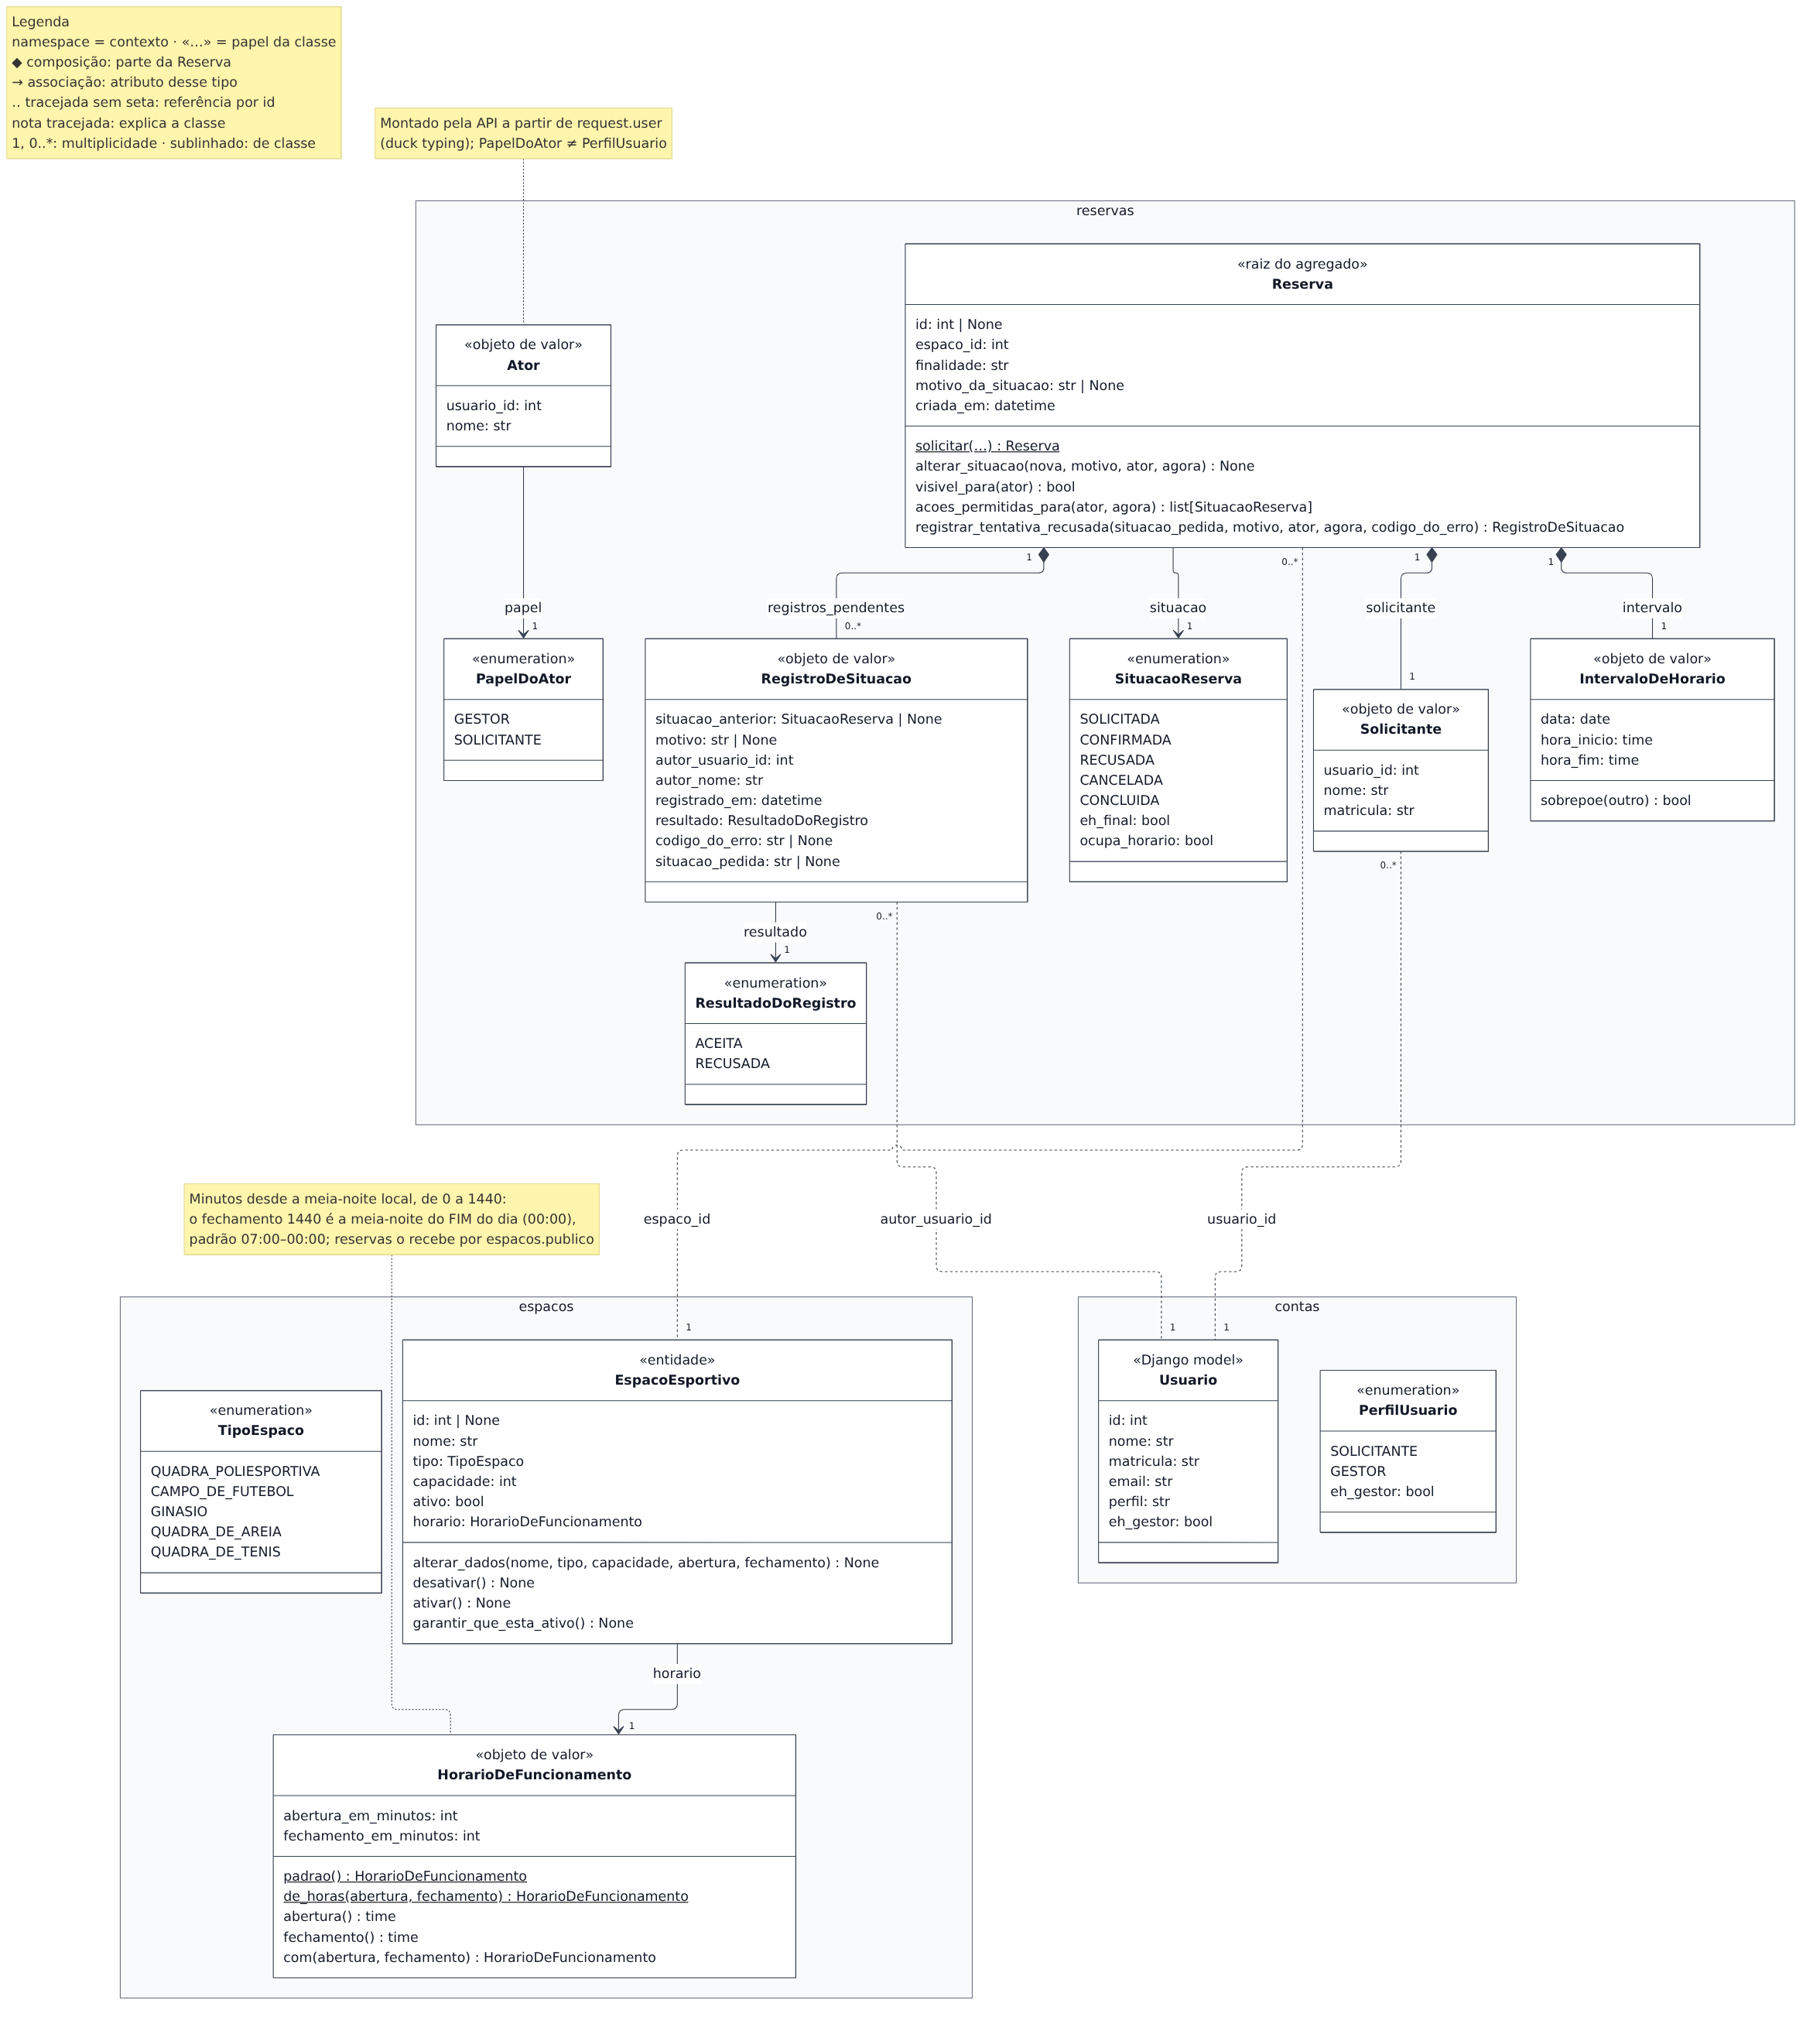 Legenda
namespace = contexto · «...» = papel da classe
◆ composição: parte da Reserva
→ associação: atributo desse tipo
.. tracejada sem seta: referência por id
nota tracejada: explica a classe
1, 0..*: multiplicidade · sublinhado: de classe
Montado pela API a partir de request.user
(duck typing); PapelDoAtor ≠ PerfilUsuario
reservas
«raiz do agregado»
Reserva
id: int | None
espaco_id: int
finalidade: str
motivo_da_situacao: str | None
criada_em: datetime
solicitar(...) : Reserva
alterar_situacao(nova, motivo, ator, agora) : None
visivel_para(ator) : bool
acoes_permitidas_para(ator, agora) : list[SituacaoReserva]
registrar_tentativa_recusada(situacao_pedida, motivo, ator, agora, codigo_do_erro) : RegistroDeSituacao
«objeto de valor»
Ator
usuario_id: int
nome: str
1
0..*
1
1
papel
registros_pendentes
situacao
solicitante
intervalo
1
0..*
1
1
1
«enumeration»
PapelDoAtor
GESTOR
SOLICITANTE
«objeto de valor»
RegistroDeSituacao
situacao_anterior: SituacaoReserva | None
motivo: str | None
autor_usuario_id: int
autor_nome: str
registrado_em: datetime
resultado: ResultadoDoRegistro
codigo_do_erro: str | None
situacao_pedida: str | None
«enumeration»
SituacaoReserva
SOLICITADA
CONFIRMADA
RECUSADA
CANCELADA
CONCLUIDA
eh_final: bool
ocupa_horario: bool
«objeto de valor»
Solicitante
usuario_id: int
nome: str
matricula: str
«objeto de valor»
IntervaloDeHorario
data: date
hora_inicio: time
hora_fim: time
sobrepoe(outro) : bool
0..*
0..*
resultado
1
«enumeration»
ResultadoDoRegistro
ACEITA
RECUSADA
Minutos desde a meia-noite local, de 0 a 1440:
o fechamento 1440 é a meia-noite do FIM do dia (00:00),
padrão 07:00–00:00; reservas o recebe por espacos.publico
espaco_id
autor_usuario_id
usuario_id
espacos
1
«entidade»
EspacoEsportivo
id: int | None
nome: str
tipo: TipoEspaco
capacidade: int
ativo: bool
horario: HorarioDeFuncionamento
alterar_dados(nome, tipo, capacidade, abertura, fechamento) : None
desativar() : None
ativar() : None
garantir_que_esta_ativo() : None
«enumeration»
TipoEspaco
QUADRA_POLIESPORTIVA
CAMPO_DE_FUTEBOL
GINASIO
QUADRA_DE_AREIA
QUADRA_DE_TENIS
contas
1
1
«Django model»
Usuario
id: int
nome: str
matricula: str
email: str
perfil: str
eh_gestor: bool
«enumeration»
PerfilUsuario
SOLICITANTE
GESTOR
eh_gestor: bool
horario
1
«objeto de valor»
HorarioDeFuncionamento
abertura_em_minutos: int
fechamento_em_minutos: int
padrao() : HorarioDeFuncionamento
de_horas(abertura, fechamento) : HorarioDeFuncionamento
abertura() : time
fechamento() : time
com(abertura, fechamento) : HorarioDeFuncionamento